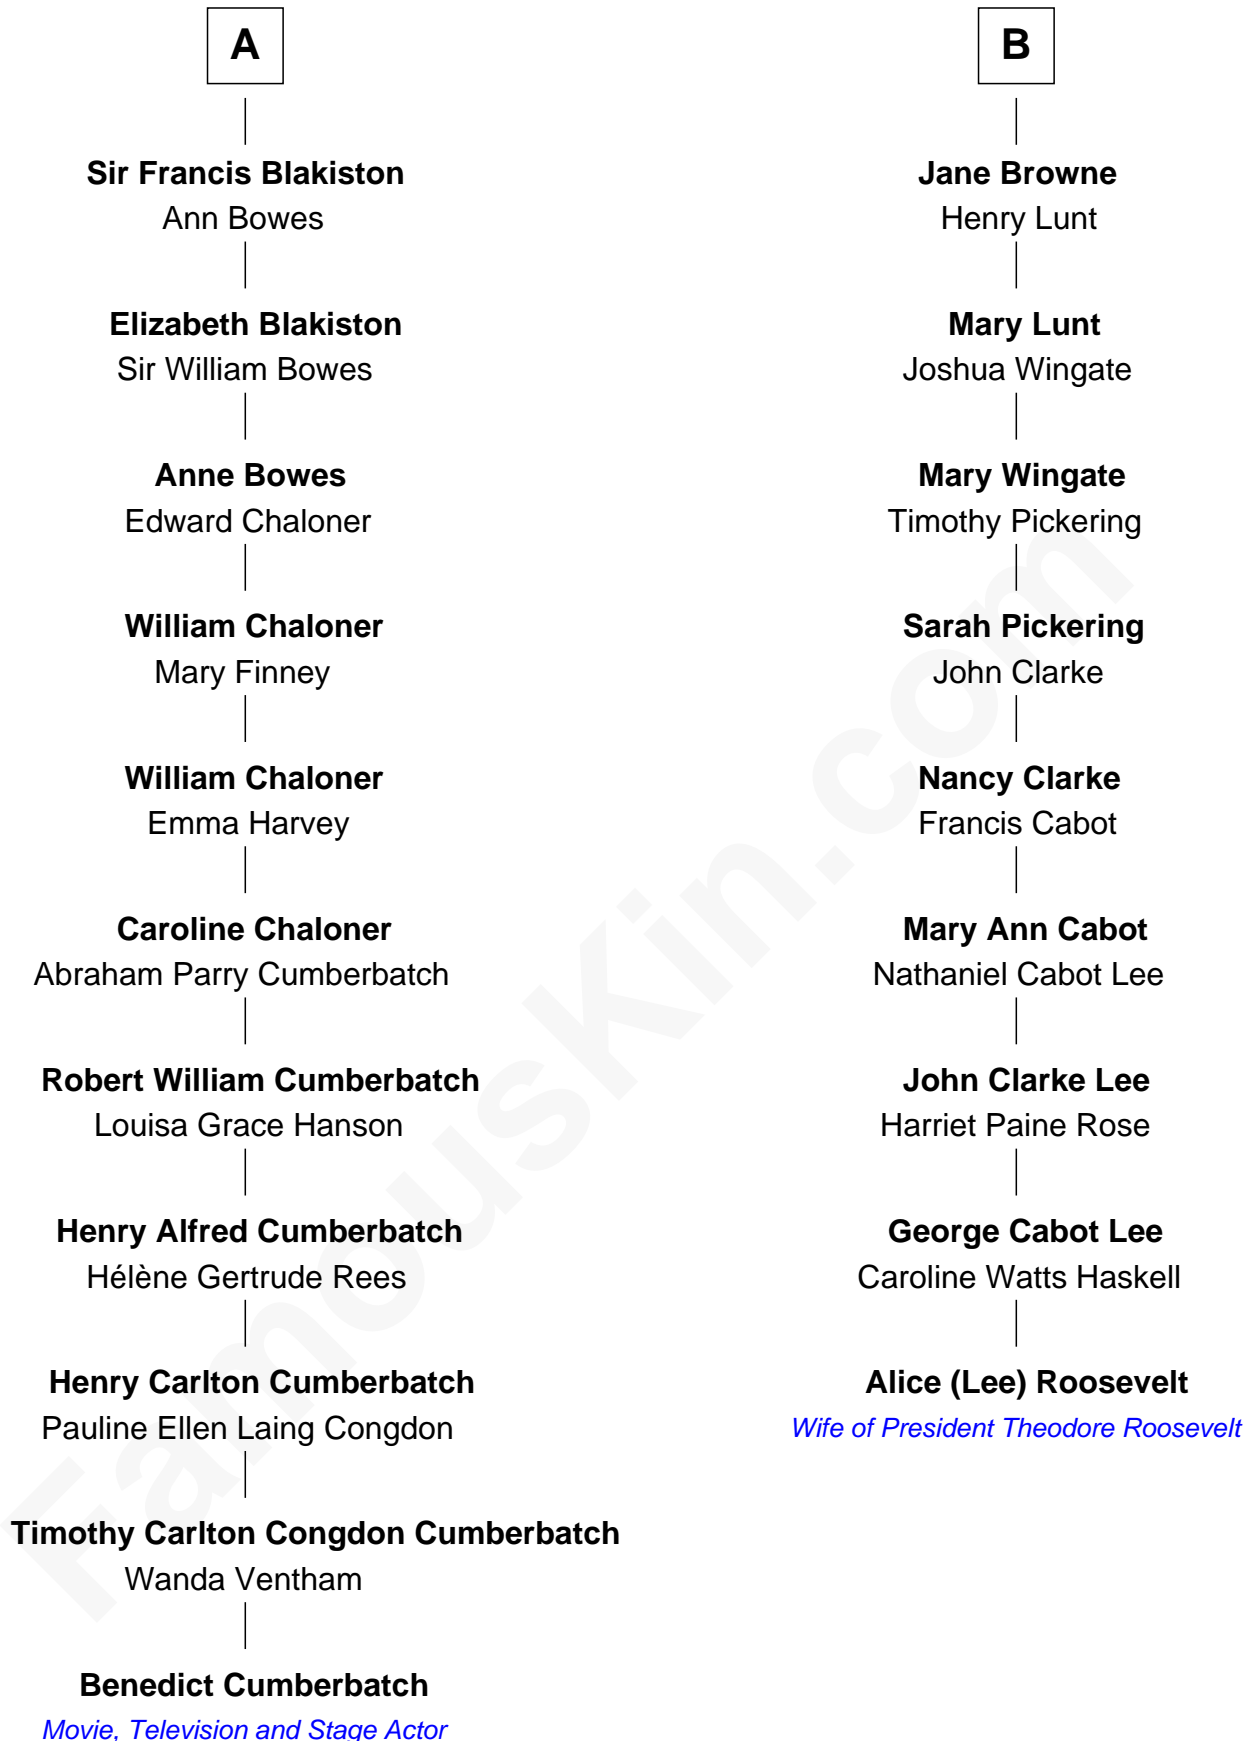 A
Sir Francis Blakiston
Ann Bowes
Elizabeth Blakiston
Sir William Bowes
Anne Bowes
Edward Chaloner
William Chaloner
Mary Finney
William Chaloner
Emma Harvey
Caroline Chaloner
Abraham Parry Cumberbatch
Robert William Cumberbatch
Louisa Grace Hanson
Henry Alfred Cumberbatch
Hélène Gertrude Rees
Henry Carlton Cumberbatch
Pauline Ellen Laing Congdon
Timothy Carlton Congdon Cumberbatch
Wanda Ventham
Benedict Cumberbatch
Movie, Television and Stage Actor
B
Jane Browne
Henry Lunt
Mary Lunt
Joshua Wingate
Mary Wingate
Timothy Pickering
Sarah Pickering
John Clarke
Nancy Clarke
Francis Cabot
Mary Ann Cabot
Nathaniel Cabot Lee
John Clarke Lee
Harriet Paine Rose
George Cabot Lee
Caroline Watts Haskell
Alice (Lee) Roosevelt
Wife of President Theodore Roosevelt
FamousKin.com